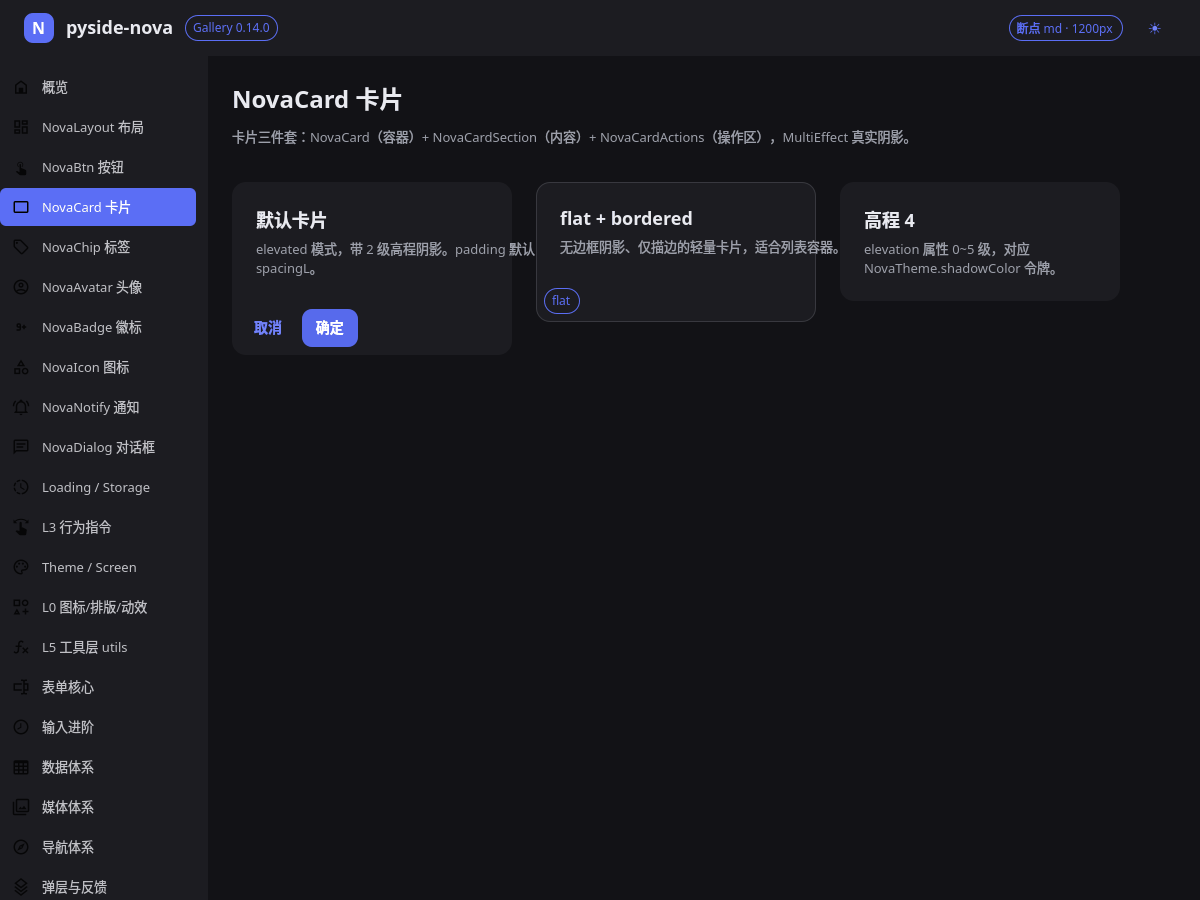 N pyside-nova Gallery 0.14.0 断点 md · 1200px
概览
NovaLayout 布局
NovaBtn 按钮
NovaCard 卡片
NovaChip 标签
NovaAvatar 头像
9+ NovaBadge 徽标
NovaIcon 图标
NovaNotify 通知
NovaDialog 对话框
Loading / Storage
L3 行为指令
Theme / Screen
L0 图标/排版/动效
L5 工具层 utils
表单核心
输入进阶
数据体系
媒体体系
导航体系
弹层与反馈
NovaCard 卡片
卡片三件套：NovaCard（容器）+ NovaCardSection（内容）+ NovaCardActions（操作区），MultiEffect 真实阴影。
默认卡片
elevated 模式，带 2 级高程阴影。padding 默认
spacingL。
取消 确定
flat + bordered
无边框阴影、仅描边的轻量卡片，适合列表容器。
flat
高程 4
elevation 属性 0~5 级，对应
NovaTheme.shadowColor 令牌。